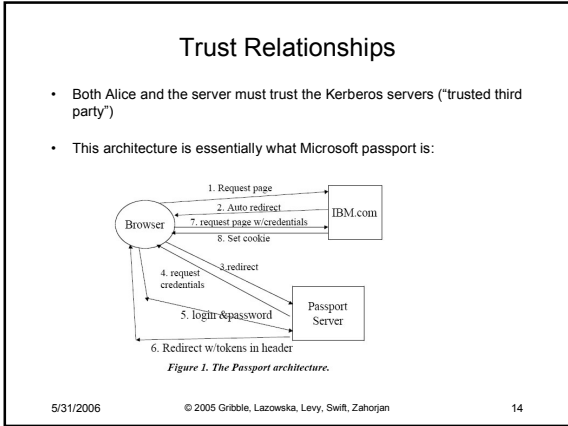 Trust Relationships
• Both Alice and the server must trust the Kerberos servers (“trusted third
party”)
• This architecture is essentially what Microsoft passport is:
1. Request page
2. Auto redirect
IBM.com
Browser
7. request page w/credentials
8. Set cookie
3.redirect
4. request
credentials
Passport
Server
5. login &password
6. Redirect w/tokens in header
Figure 1. The Passport architecture.
5/31/2006
© 2005 Gribble, Lazowska, Levy, Swift, Zahorjan
14